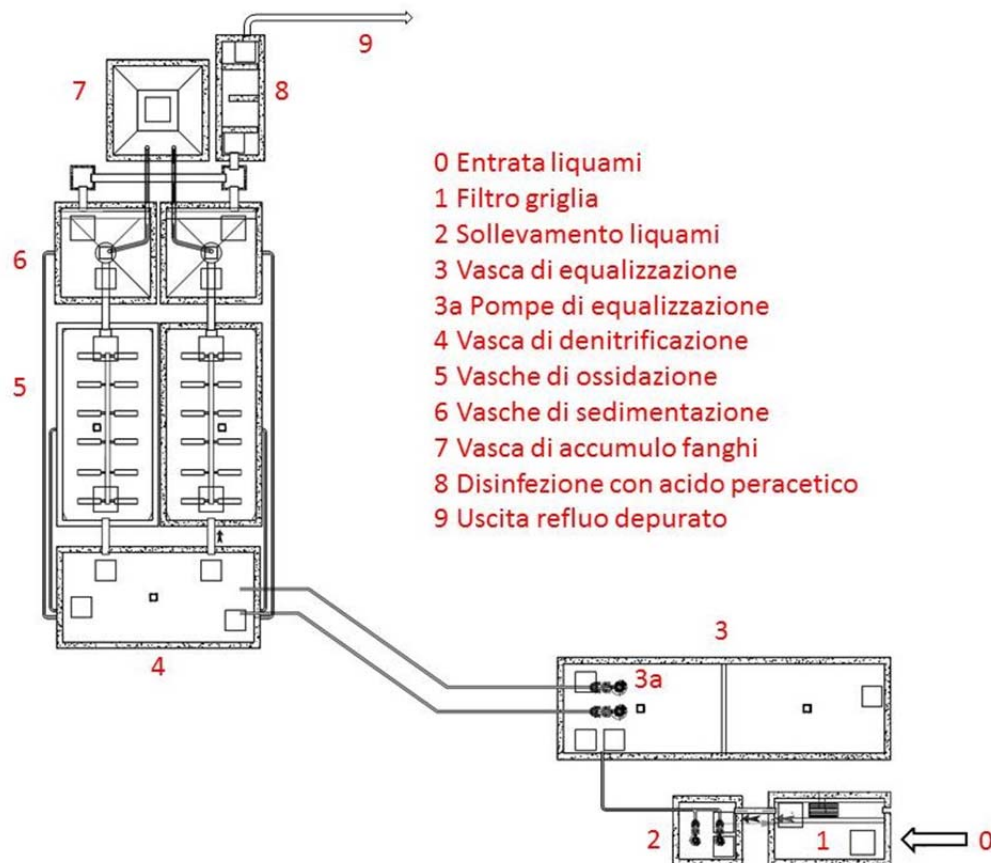 9
7
8
0 Entrata liquami
1 Filtro griglia
2 Sollevamento liquami
3 Vasca di equalizzazione
3a Pompe di equalizzazione
4 Vasca di denitrificazione
5 Vasche di ossidazione
6 Vasche di sedimentazione
7 Vasca di accumulo fanghi
8 Disinfezione con acido peracetico
9 Uscita refluo depurato
6
5
3
4
3a
2
1
0